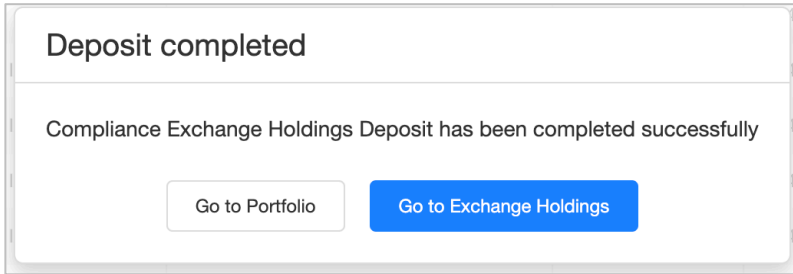 Deposit completed
Compliance Exchange Holdings Deposit has been completed successfully
Go to Portfolio
Go to Exchange Holdings